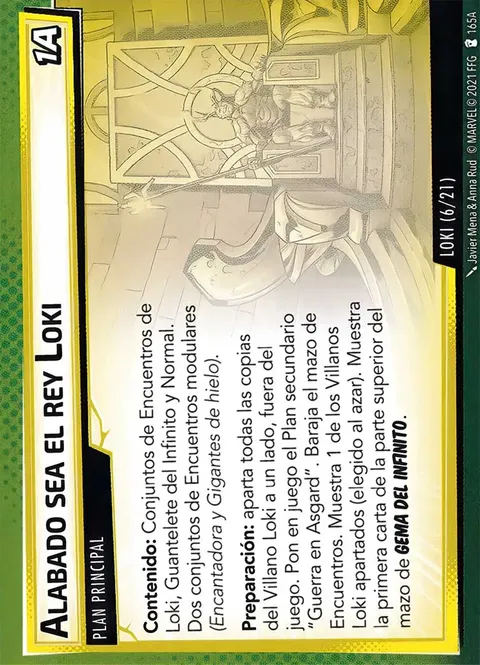 ALABADO SEA EL REY LOKI
1A
PLAN PRINCIPAL
Contenido: Conjuntos de Encuentros de
Loki, Guantelete del Infinito y Normal.
Dos conjuntos de Encuentros modulares
(Encantadora y Gigantes de hielo).
Preparación: aparta todas las copias
del Villano Loki a un lado, fuera del
juego. Pon en juego el Plan secundario
"Guerra en Asgard". Baraja el mazo de
Encuentros. Muestra 1 de los Villanos
Loki apartados (elegido al azar). Muestra
la primera carta de la parte superior del
mazo de GEMA DEL INFINITO.
LOKI (6/21)
Javier Mena & Anna Rud © MARVEL © 2021 FFG 165A